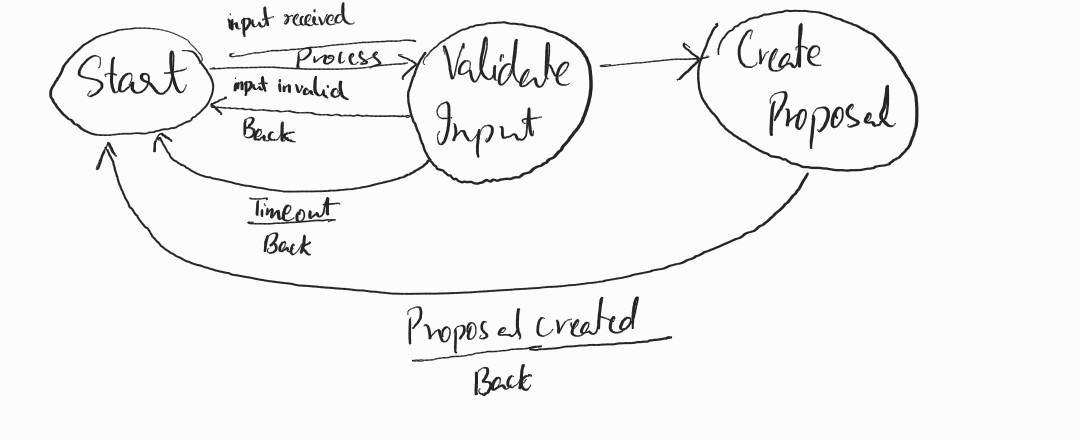 Start
input received
Process
input invalid
Back
Validate
Input
Create
Proposal
Timeout
Back
Proposal created
Back